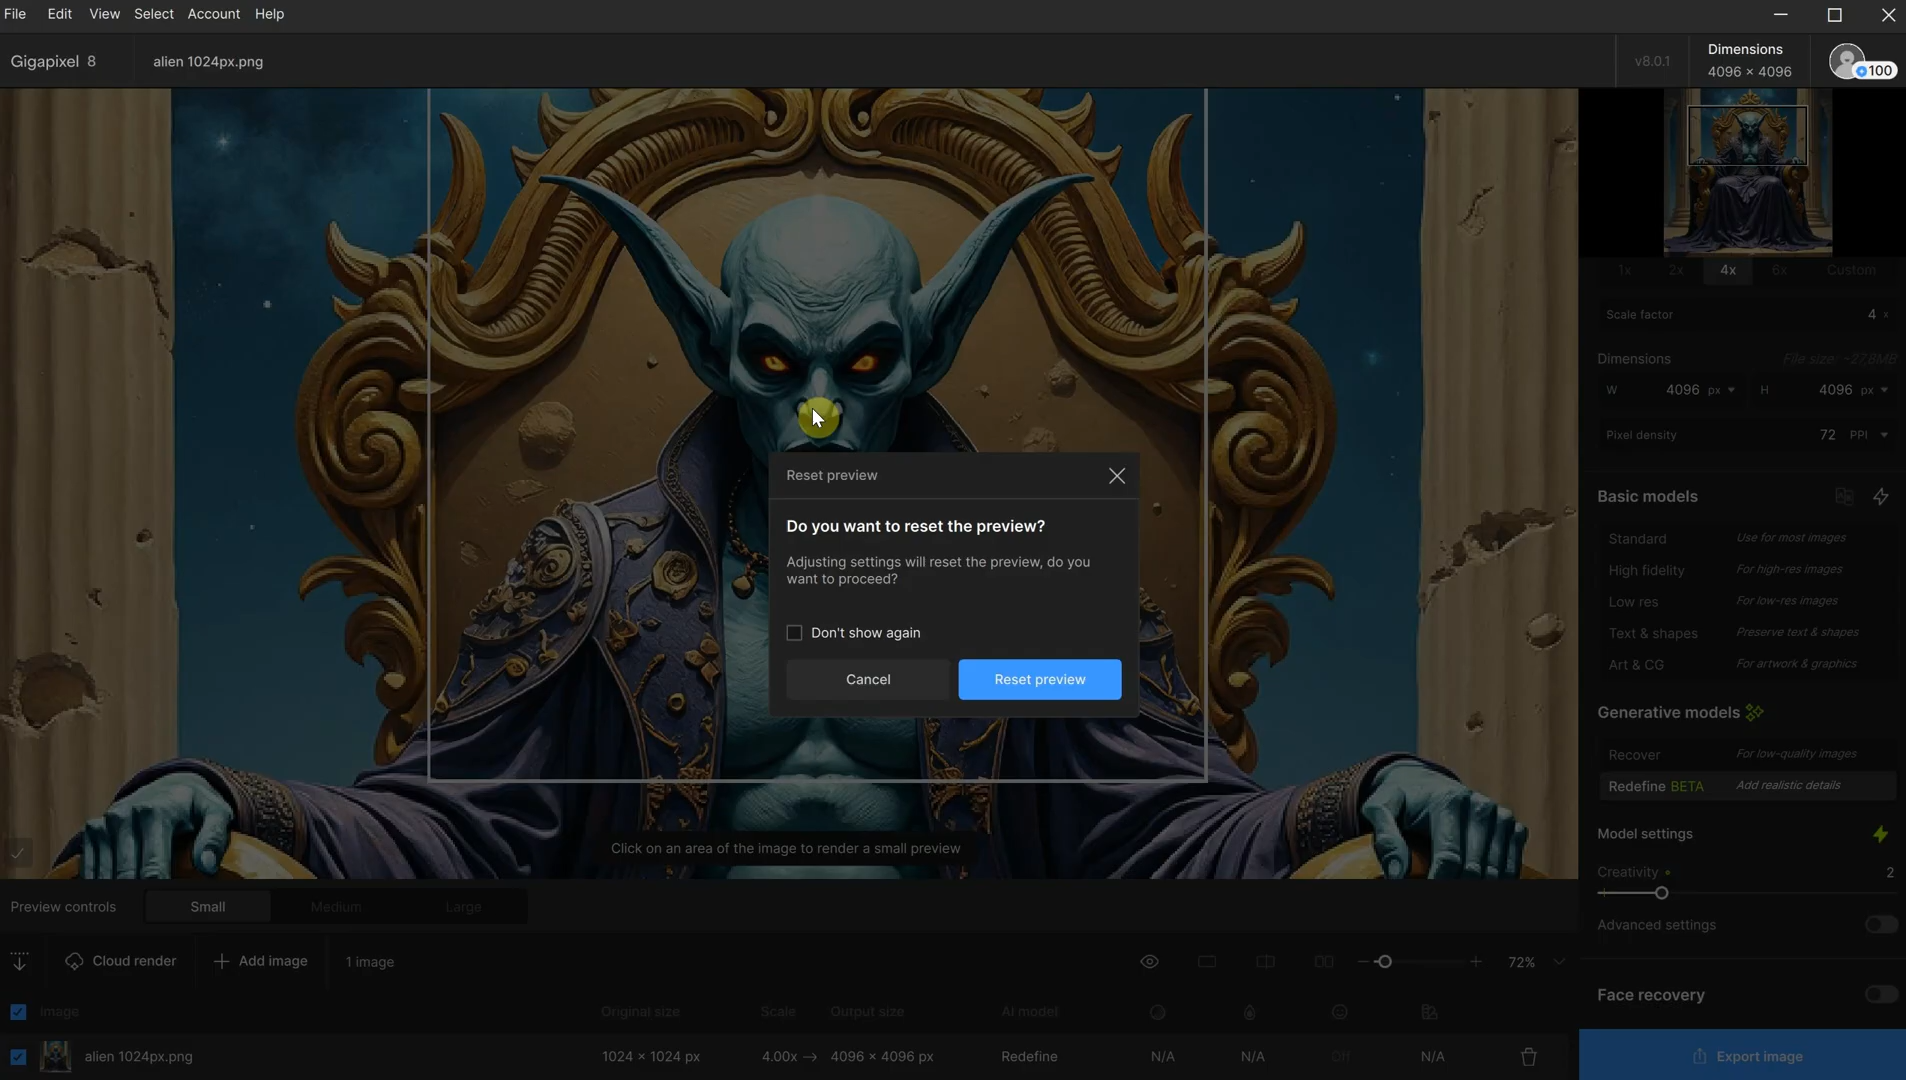 File Edit View Select Account Help
Gigapixel 8
alien 1024px.png
v8.0.1
Dimensions
4096 × 4096
100
1x 2x 4x 6x Custom
Scale factor 4 x
Dimensions File size: ~27.8MB
W 4096 px H 4096 px
Pixel density 72 PPI
Reset preview
Do you want to reset the preview?
Adjusting settings will reset the preview, do you
want to proceed?
Don't show again
Cancel
Reset preview
Basic models
Standard Use for most images
High fidelity For high-res images
Low res For low-res images
Text & shapes Preserve text & shapes
Art & CG For artwork & graphics
Generative models
Recover For low-quality images
Redefine BETA Add realistic details
Model settings
Creativity 2
Advanced settings
Face recovery
Export image
Click on an area of the image to render a small preview
Preview controls Small Medium Large
Cloud render Add image 1 image 72%
Image Original size Scale Output size AI model
alien 1024px.png 1024 × 1024 px 4.00x → 4096 × 4096 px Redefine N/A N/A Off N/A